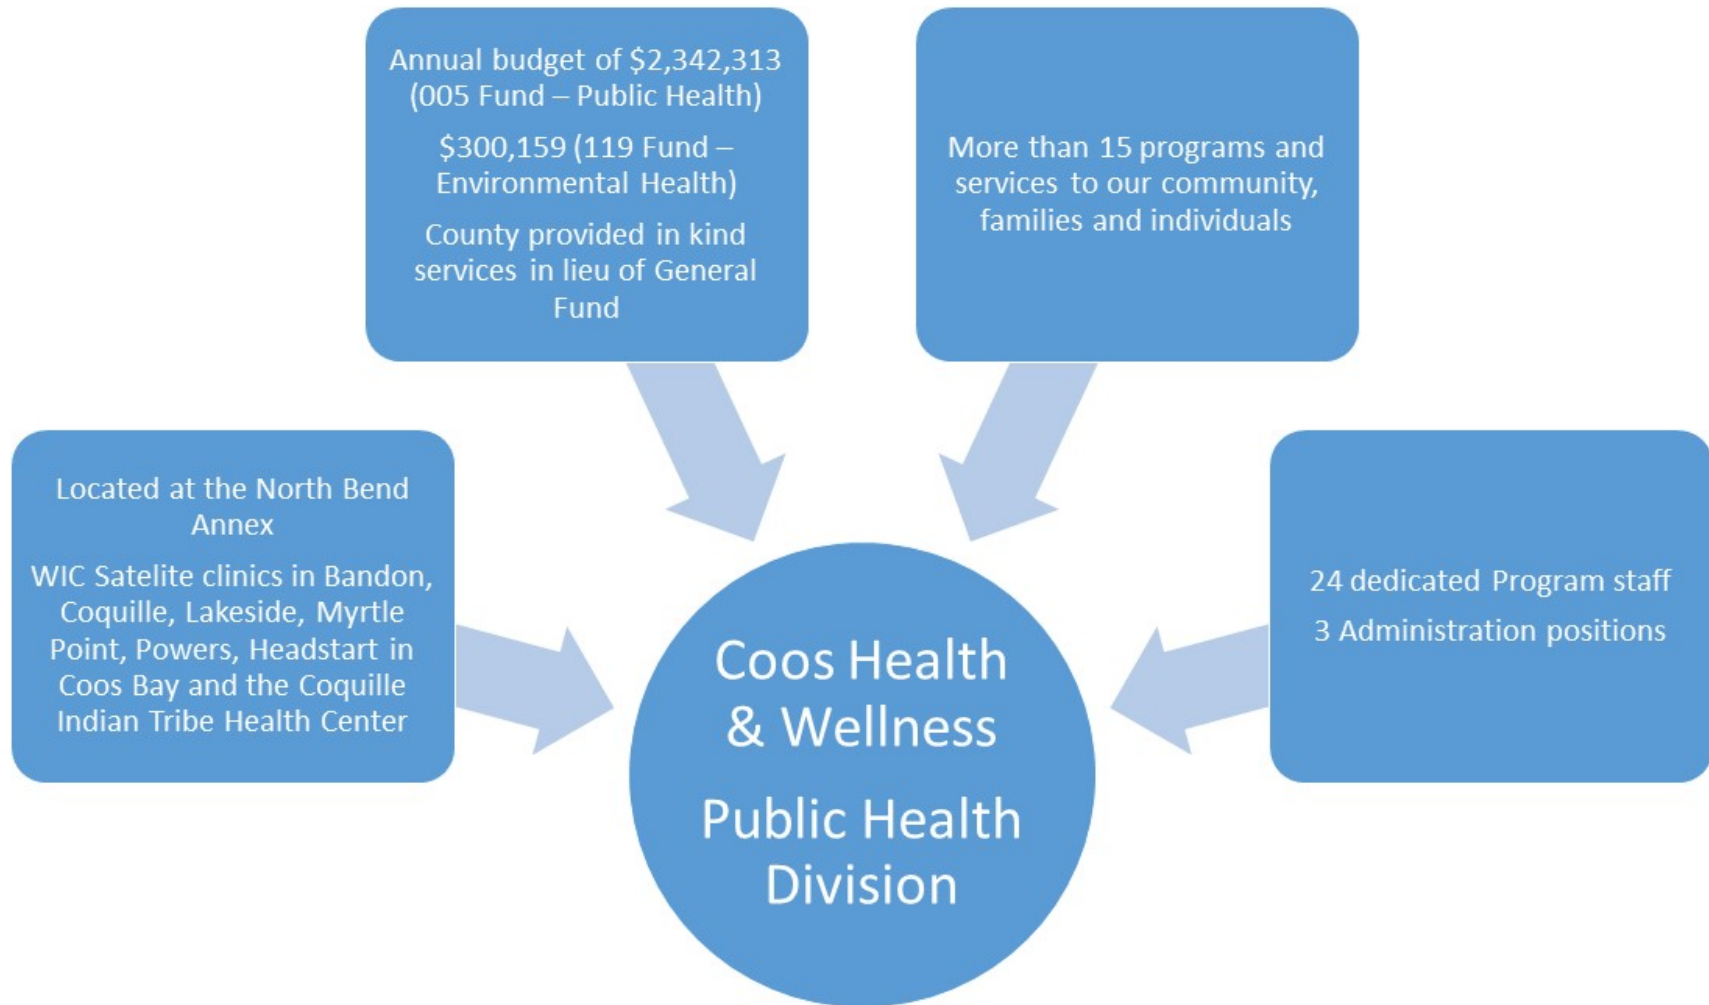 Annual budget of $2,342,313
(005 Fund – Public Health)
$300,159 (119 Fund –
Environmental Health)
County provided in kind
services in lieu of General
Fund
More than 15 programs and
services to our community,
families and individuals
Located at the North Bend
Annex
WIC Satelite clinics in Bandon,
Coquille, Lakeside, Myrtle
Point, Powers, Headstart in
Coos Bay and the Coquille
Indian Tribe Health Center
24 dedicated Program staff
3 Administration positions
Coos Health
& Wellness
Public Health
Division